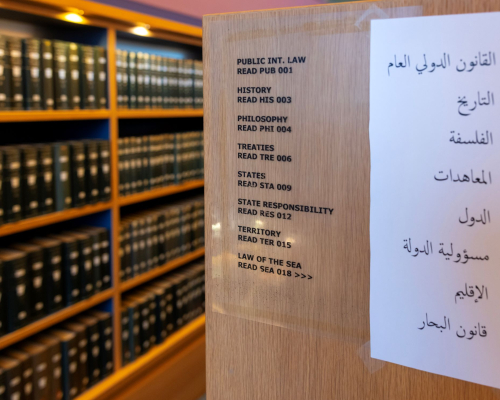 PUBLIC INT. LAW
READ PUB 001
HISTORY
READ HIS 003
PHILOSOPHY
READ PHI 004
TREATIES
READ TRE 006
STATES
READ STA 009
STATE RESPONSIBILITY
READ RES 012
TERRITORY
READ TER 015
LAW OF THE SEA
READ SEA 018 >>>
القانون الدولي العام
التاريخ
الفلسفة
المعاهدات
الدول
مسؤولية الدولة
الإقليم
قانون البحار